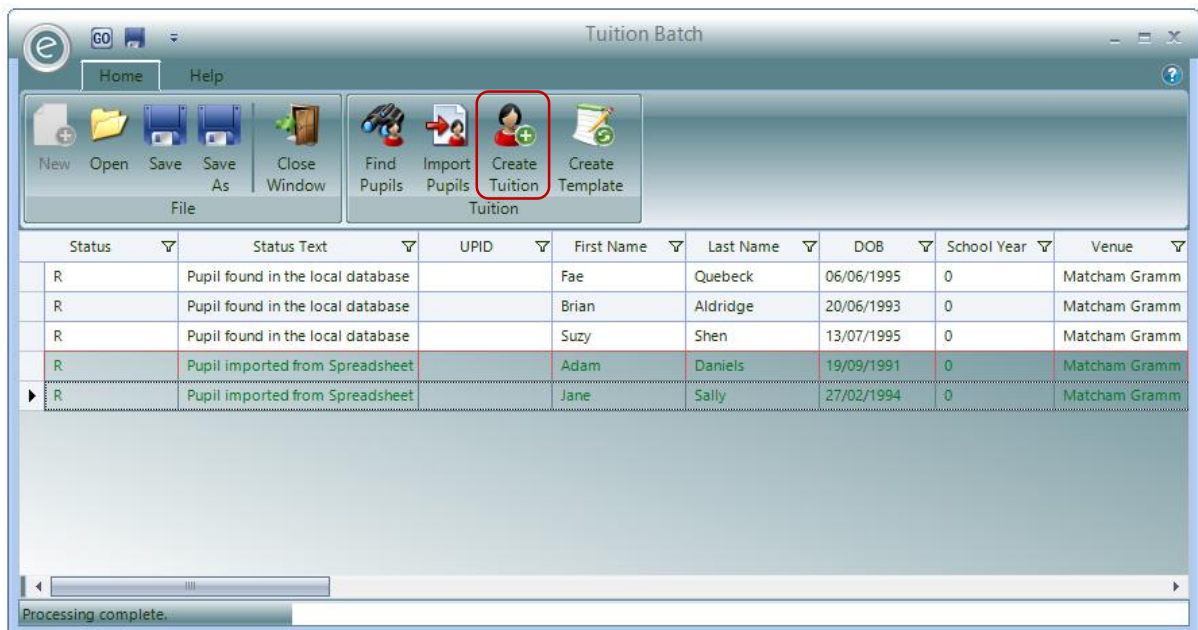 e GO Tuition Batch
Home Help
New Open Save Save As Close Window Find Pupils Import Pupils Create Tuition Create Template
File Tuition
Status Status Text UPID First Name Last Name DOB School Year Venue
R Pupil found in the local database Fae Quebeck 06/06/1995 0 Matcham Gramm
R Pupil found in the local database Brian Aldridge 20/06/1993 0 Matcham Gramm
R Pupil found in the local database Suzy Shen 13/07/1995 0 Matcham Gramm
R Pupil imported from Spreadsheet Adam Daniels 19/09/1991 0 Matcham Gramm
R Pupil imported from Spreadsheet Jane Sally 27/02/1994 0 Matcham Gramm
Processing complete.